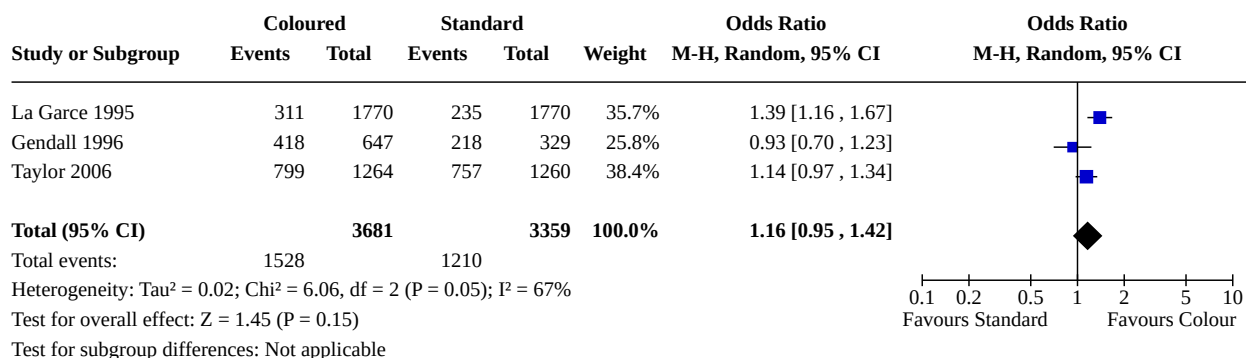 Coloured Standard Odds Ratio Odds Ratio
Study or Subgroup Events Total Events Total Weight M-H, Random, 95% CI M-H, Random, 95% CI
La Garce 1995 311 1770 235 1770 35.7% 1.39 [1.16 , 1.67]
Gendall 1996 418 647 218 329 25.8% 0.93 [0.70 , 1.23]
Taylor 2006 799 1264 757 1260 38.4% 1.14 [0.97 , 1.34]
Total (95% CI) 3681 3359 100.0% 1.16 [0.95 , 1.42]
Total events: 1528 1210
Heterogeneity: Tau² = 0.02; Chi² = 6.06, df = 2 (P = 0.05); I² = 67%
0.1 0.2 0.5 1 2 5 10
Test for overall effect: Z = 1.45 (P = 0.15) Favours Standard Favours Colour
Test for subgroup differences: Not applicable